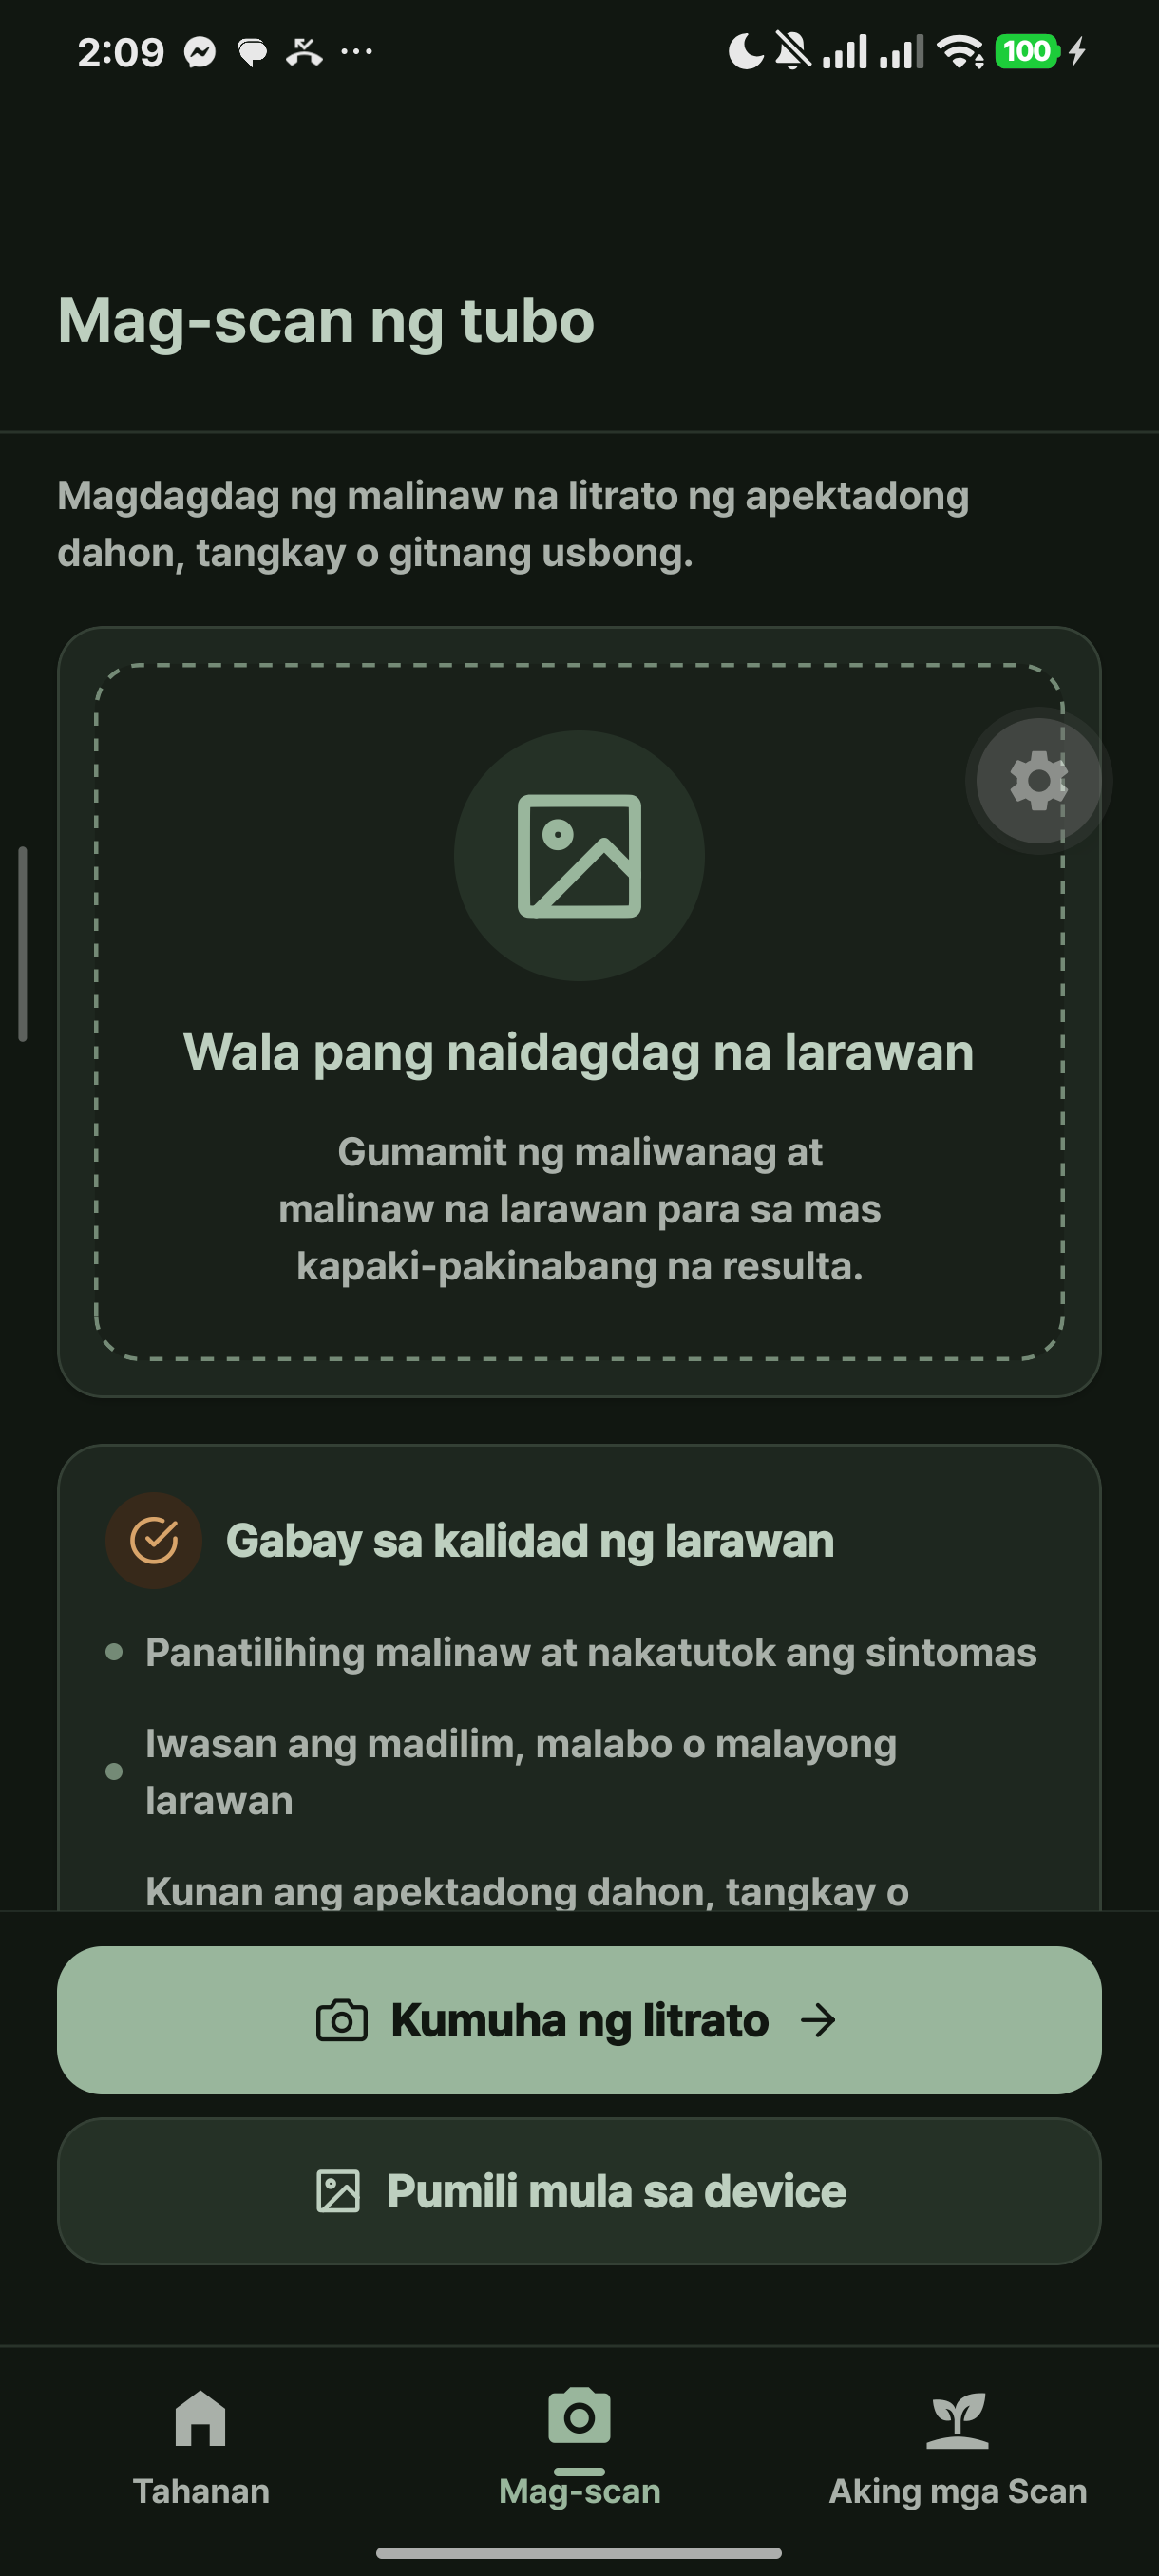 2:09
100
Mag-scan ng tubo
Magdagdag ng malinaw na litrato ng apektadong
dahon, tangkay o gitnang usbong.
Wala pang naidagdag na larawan
Gumamit ng maliwanag at
malinaw na larawan para sa mas
kapaki-pakinabang na resulta.
Gabay sa kalidad ng larawan
Panatilihing malinaw at nakatutok ang sintomas
Iwasan ang madilim, malabo o malayong
larawan
Kunan ang apektadong dahon, tangkay o
Kumuha ng litrato
Pumili mula sa device
Tahanan
Mag-scan
Aking mga Scan